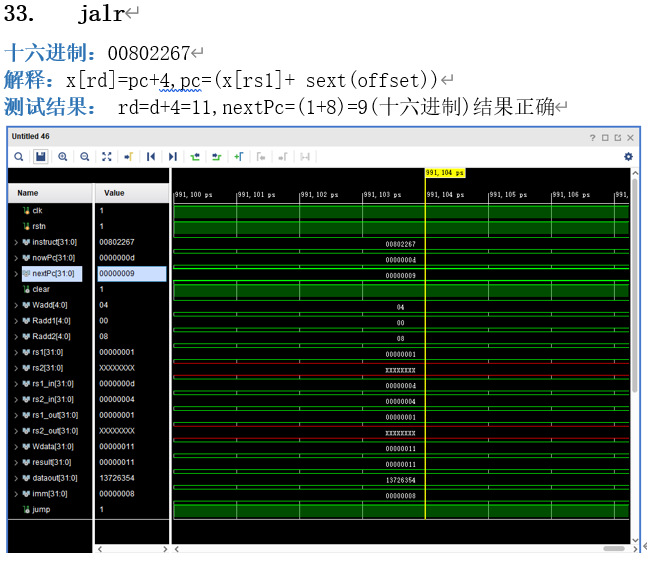 33. jalr
十六进制：00802267
解释：x[rd]=pc+4,pc=(x[rs1]+ sext(offset))
测试结果： rd=d+4=11,nextPc=(1+8)=9(十六进制)结果正确
Untitled 46
991,104 ps
Name Value
991,100 ps 991,101 ps 991,102 ps 991,103 ps 991,104 ps 991,105 ps 991,106 ps 991,
clk 1
rstn 1
instruct[31:0] 00802267 00802267
nowPc[31:0] 0000000d 0000000d
nextPc[31:0] 00000009 00000009
clear 1
Wadd[4:0] 04 04
Radd1[4:0] 00 00
Radd2[4:0] 08 08
rs1[31:0] 00000001 00000001
rs2[31:0] XXXXXXXX XXXXXXXX
rs1_in[31:0] 0000000d 0000000d
rs2_in[31:0] 00000004 00000004
rs1_out[31:0] 00000001 00000001
rs2_out[31:0] XXXXXXXX XXXXXXXX
Wdata[31:0] 00000011 00000011
result[31:0] 00000011 00000011
dataout[31:0] 13726354 13726354
imm[31:0] 00000008 00000008
jump 1